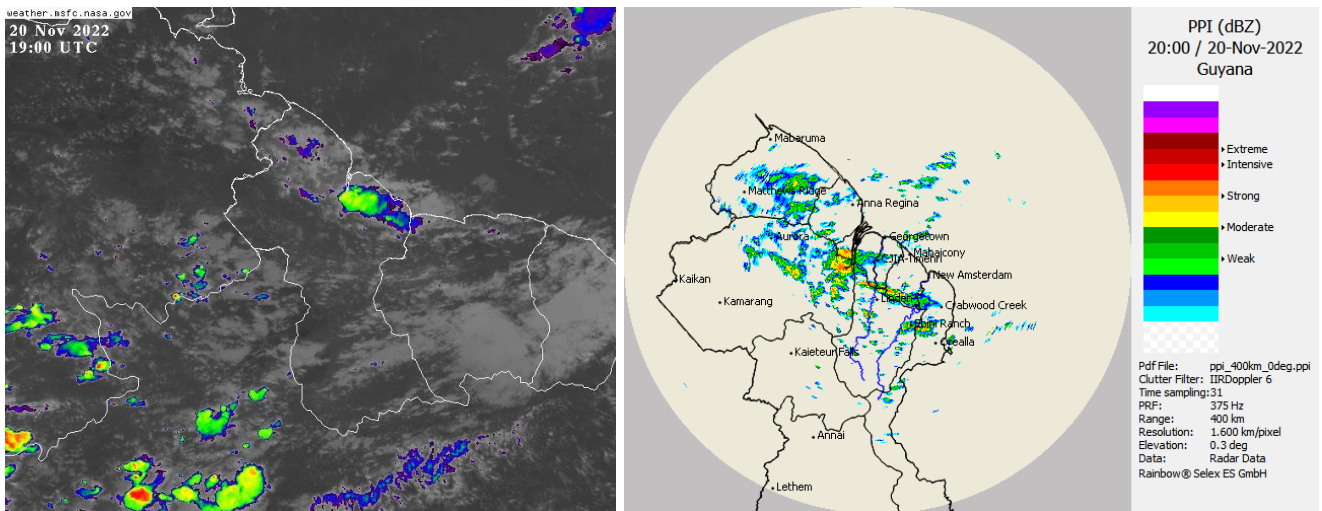 weather.msfc.nasa.gov
20 Nov 2022
19:00 UTC
Mabaruma
Matthews Ridge
Anna Regina
Aurora
Georgetown
Mahaicony
Kaikan
New Amsterdam
Kamarang
Linden
Crabwood Creek
Ebini Ranch
Orealla
Kaieteur Falls
Annai
Lethem
PPI (dBZ)
20:00 / 20-Nov-2022
Guyana
Extreme
Intensive
Strong
Moderate
Weak
Pdf File: ppi_400km_0deg.ppi
Clutter Filter: IIRDoppler 6
Time sampling:31
PRF: 375 Hz
Range: 400 km
Resolution: 1.600 km/pixel
Elevation: 0.3 deg
Data: Radar Data
Rainbow® Selex ES GmbH